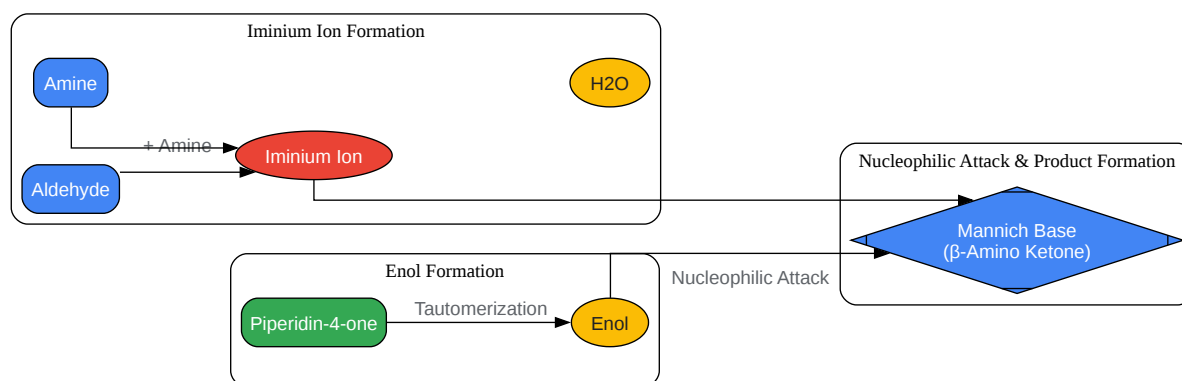 Iminium Ion Formation
Amine
H2O
+ Amine
Iminium Ion
Aldehyde
Nucleophilic Attack & Product Formation
Mannich Base
(β-Amino Ketone)
Enol Formation
Nucleophilic Attack
Piperidin-4-one
Tautomerization
Enol